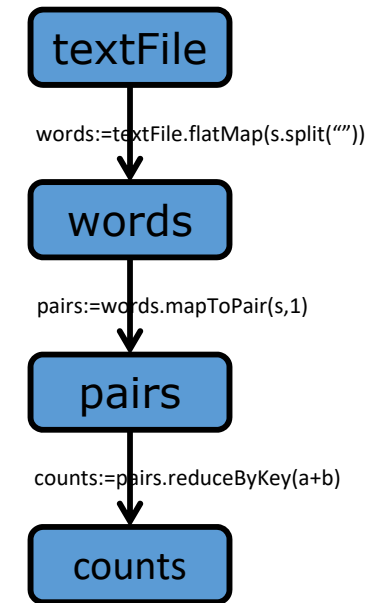 textFile
words:=textFile.flatMap(s.split(“”))
words
pairs:=words.mapToPair(s,1)
pairs
counts:=pairs.reduceByKey(a+b)
counts